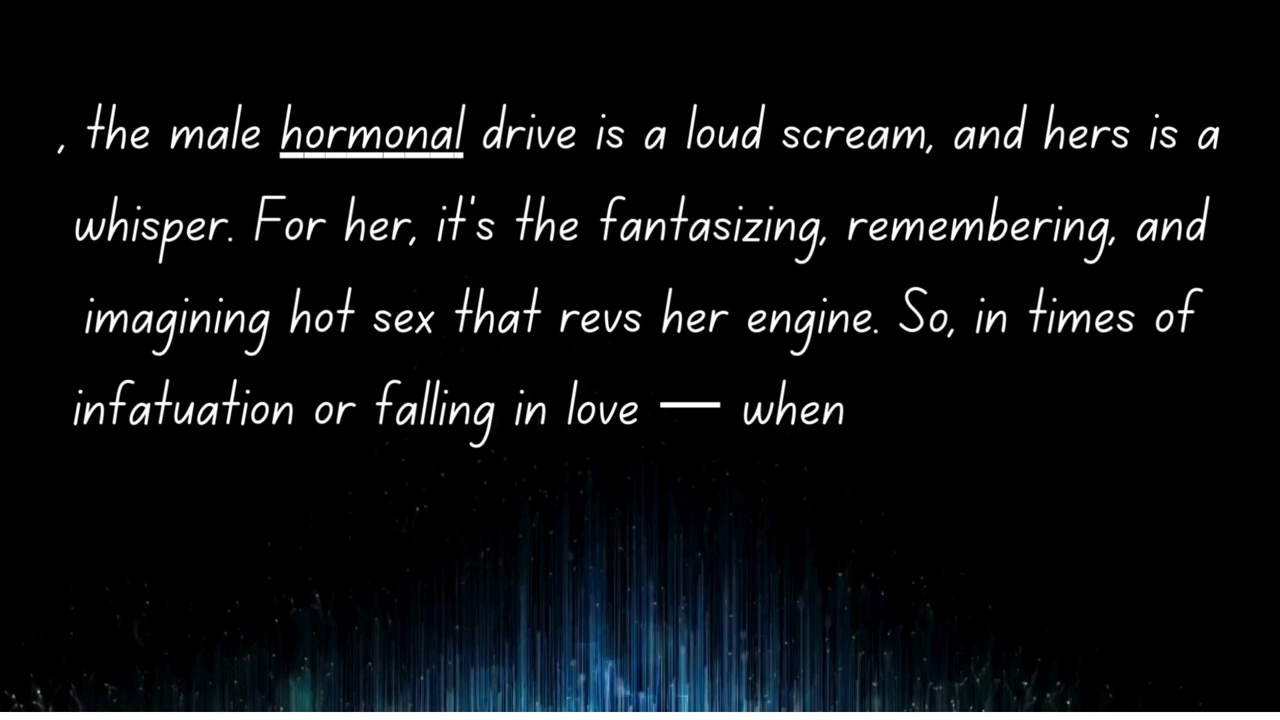 , the male hormonal drive is a loud scream, and hers is a
whisper. For her, it's the fantasizing, remembering, and
imagining hot sex that revs her engine. So, in times of
infatuation or falling in love — when